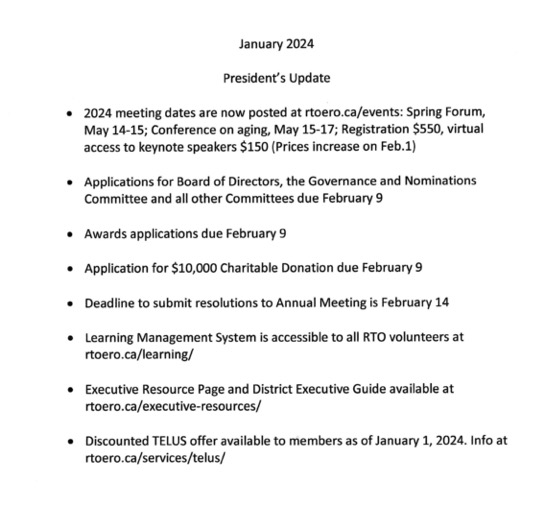 January 2024
President's Update
• 2024 meeting dates are now posted at rtoero.ca/events: Spring Forum,
May 14-15; Conference on aging, May 15-17; Registration $550, virtual
access to keynote speakers $150 (Prices increase on Feb.1)
• Applications for Board of Directors, the Governance and Nominations
Committee and all other Committees due February 9
• Awards applications due February 9
• Application for $10,000 Charitable Donation due February 9
• Deadline to submit resolutions to Annual Meeting is February 14
• Learning Management System is accessible to all RTO volunteers at
rtoero.ca/learning/
• Executive Resource Page and District Executive Guide available at
rtoero.ca/executive-resources/
• Discounted TELUS offer available to members as of January 1, 2024. Info at
rtoero.ca/services/telus/